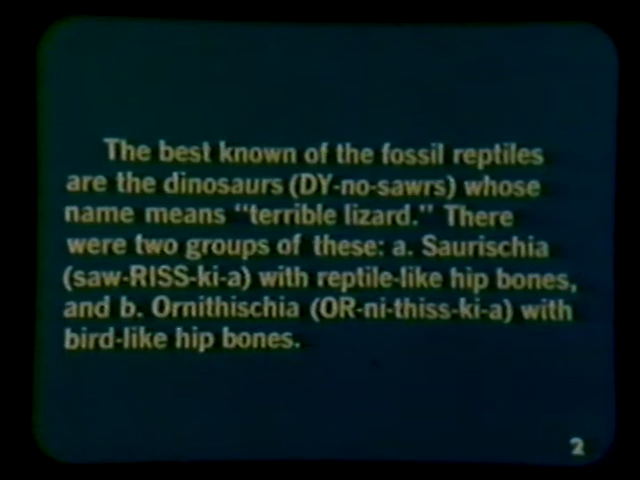 The best known of the fossil reptiles
are the dinosaurs (DY-no-sawrs) whose
name means "terrible lizard." There
were two groups of these: a. Saurischia
(saw-RISS-ki-a) with reptile-like hip bones,
and b. Ornithischia (OR-ni-thiss-ki-a) with
bird-like hip bones.
2